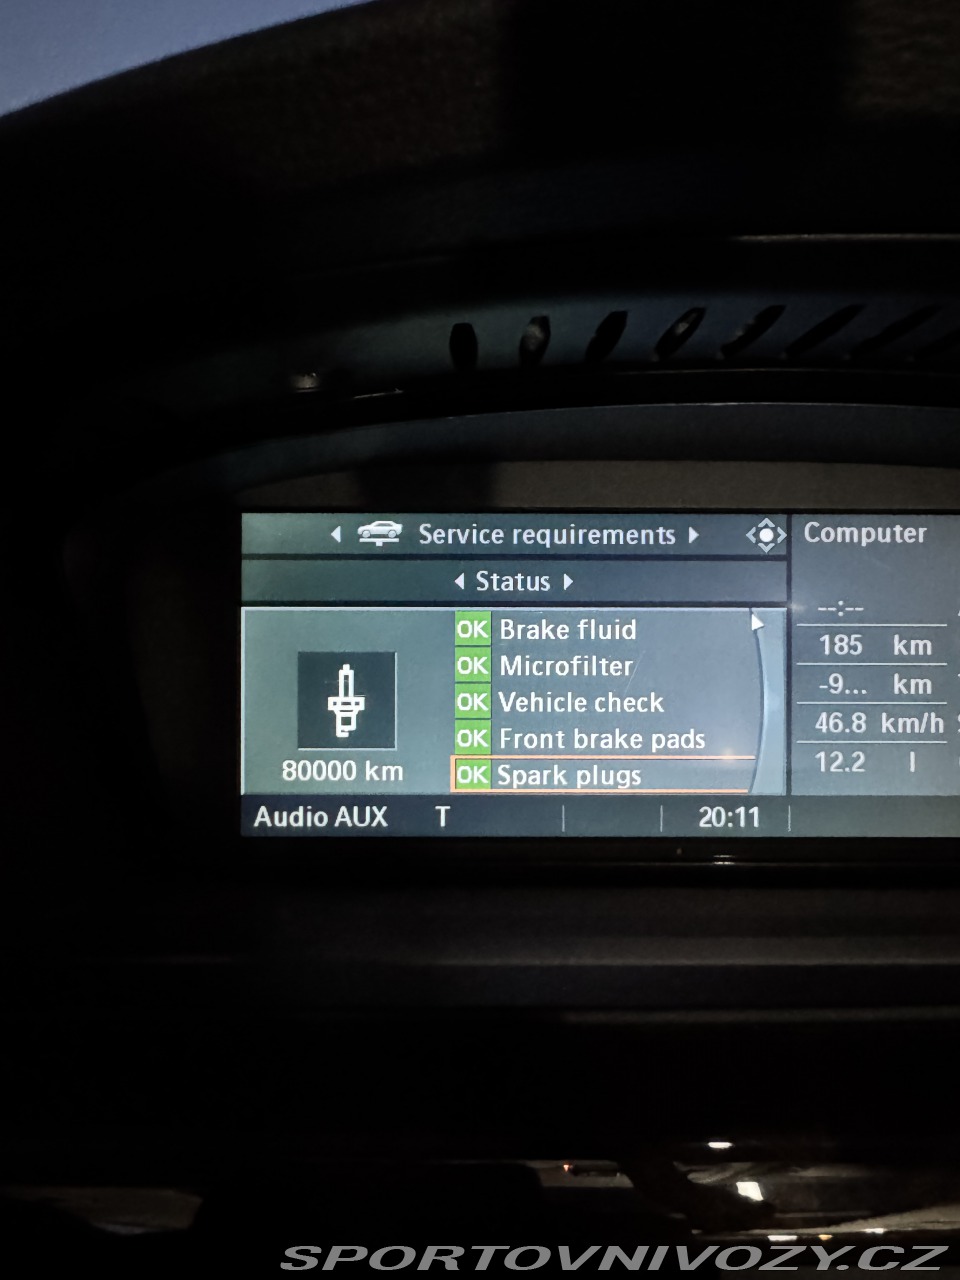 Service requirements
Computer
Status
OK Brake fluid
OK Microfilter
OK Vehicle check
OK Front brake pads
OK Spark plugs
80000 km
--:--
185 km
-9... km
46.8 km/h
12.2 l
Audio AUX T 20:11
SPORTOVNIVOZY.CZ